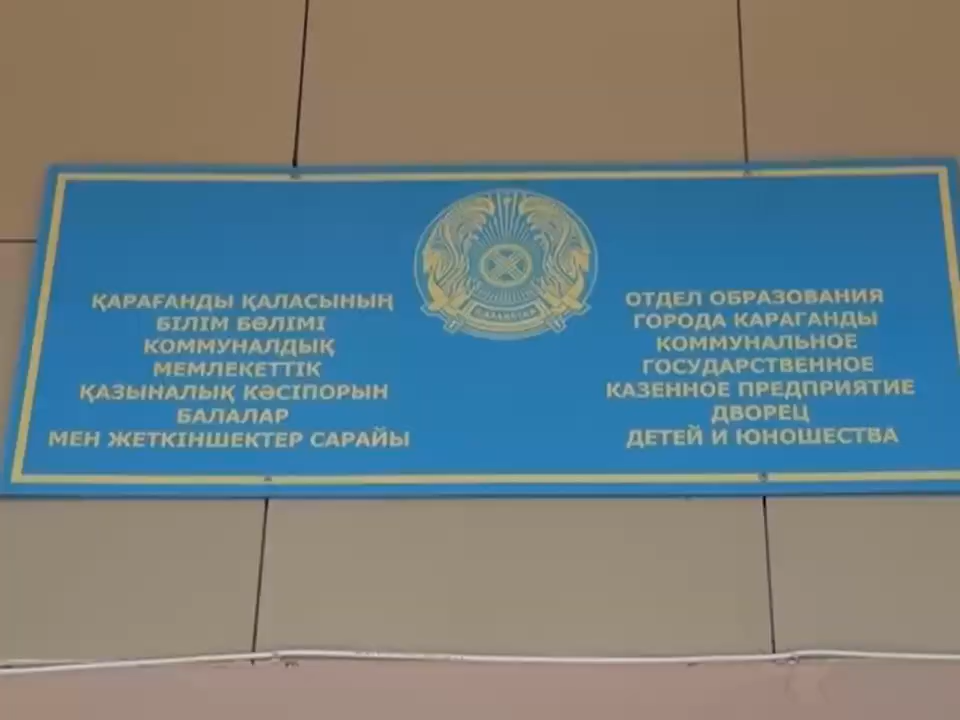 ҚАРАҒАНДЫ ҚАЛАСЫНЫҢ
БІЛІМ БӨЛІМІ
КОММУНАЛДЫҚ
МЕМЛЕКЕТТІК
ҚАЗЫНАЛЫҚ КӘСІПОРЫН
БАЛАЛАР
МЕН ЖЕТКІНШЕКТЕР САРАЙЫ
ОТДЕЛ ОБРАЗОВАНИЯ
ГОРОДА КАРАГАНДЫ
КОММУНАЛЬНОЕ
ГОСУДАРСТВЕННОЕ
КАЗЕННОЕ ПРЕДПРИЯТИЕ
ДВОРЕЦ
ДЕТЕЙ И ЮНОШЕСТВА